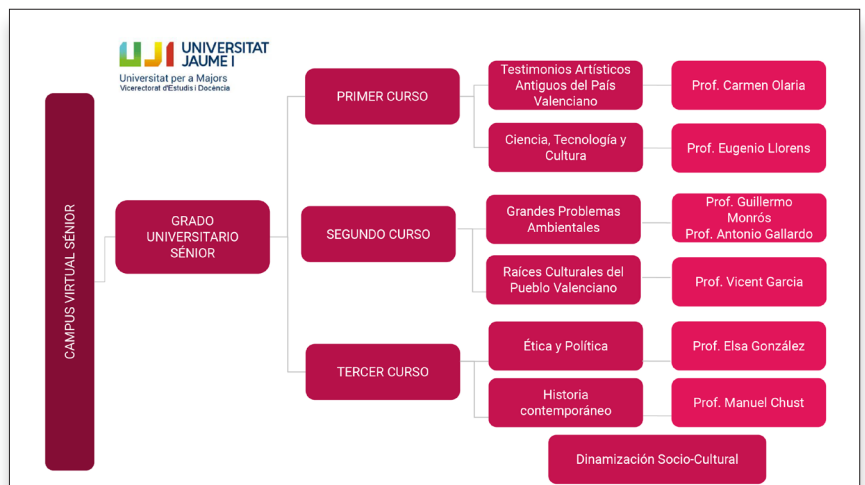 UJI UNIVERSITAT
JAUME I
Universitat per a Majors
Vicerectorat d'Estudis i Docència
CAMPUS VIRTUAL SÉNIOR
GRADO
UNIVERSITARIO
SÉNIOR
PRIMER CURSO
Testimonios Artísticos
Antiguos del País
Valenciano
Prof. Carmen Olaria
Ciencia, Tecnología y
Cultura
Prof. Eugenio Llorens
SEGUNDO CURSO
Grandes Problemas
Ambientales
Prof. Guillermo
Monrós
Prof. Antonio Gallardo
Raíces Culturales del
Pueblo Valenciano
Prof. Vicent Garcia
TERCER CURSO
Ética y Política
Prof. Elsa González
Historia
contemporáneo
Prof. Manuel Chust
Dinamización Socio-Cultural